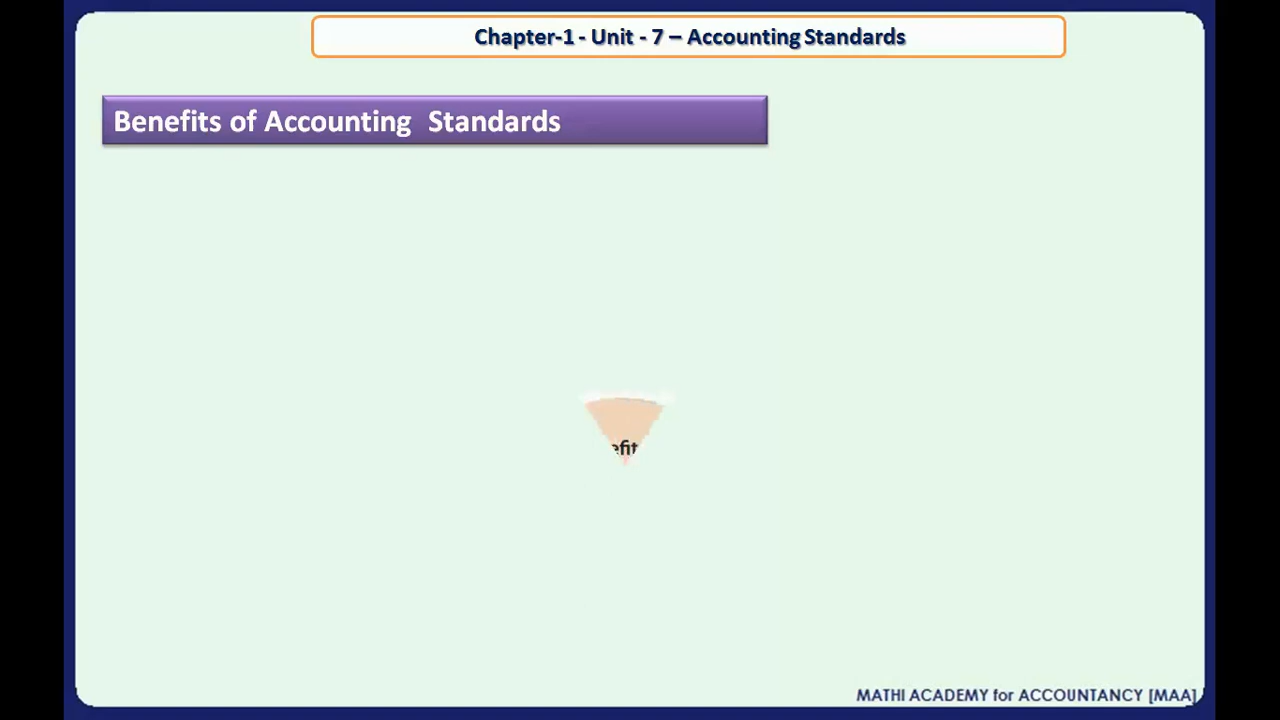 Chapter-1 - Unit - 7 – Accounting Standards
Benefits of Accounting Standards
MATHI ACADEMY for ACCOUNTANCY [MAA]